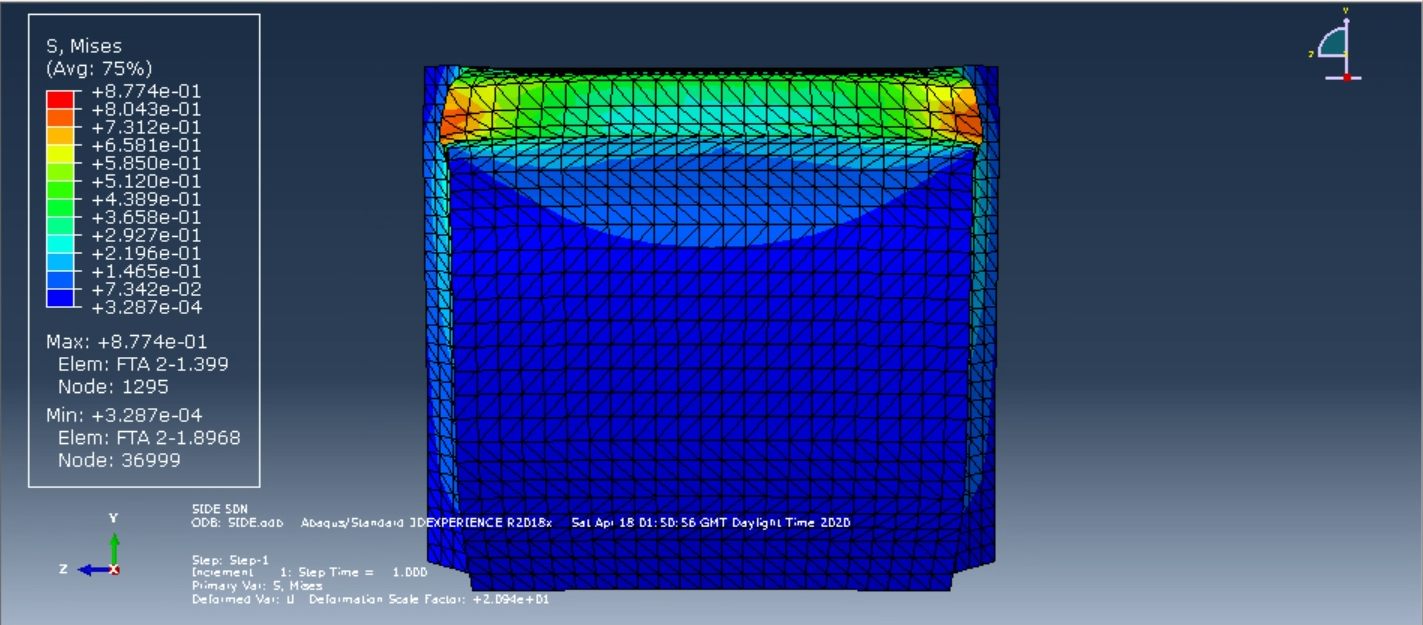 S, Mises
(Avg: 75%)
+8.774e-01
+8.043e-01
+7.312e-01
+6.581e-01
+5.850e-01
+5.120e-01
+4.389e-01
+3.658e-01
+2.927e-01
+2.196e-01
+1.465e-01
+7.342e-02
+3.287e-04
Max: +8.774e-01
Elem: FTA 2-1.399
Node: 1295
Min: +3.287e-04
Elem: FTA 2-1.8968
Node: 36999
Y
Z
X
Y
Z
SIDE SDN
ODB: SIDE.odb Abaqus/Standard 3DEXPERIENCE R2018x Sat Apr 18 01:50:56 GMT Daylight Time 2020
Step: Step-1
Increment 1: Step Time = 1.000
Primary Var: S, Mises
Deformed Var: U Deformation Scale Factor: +2.094e+01